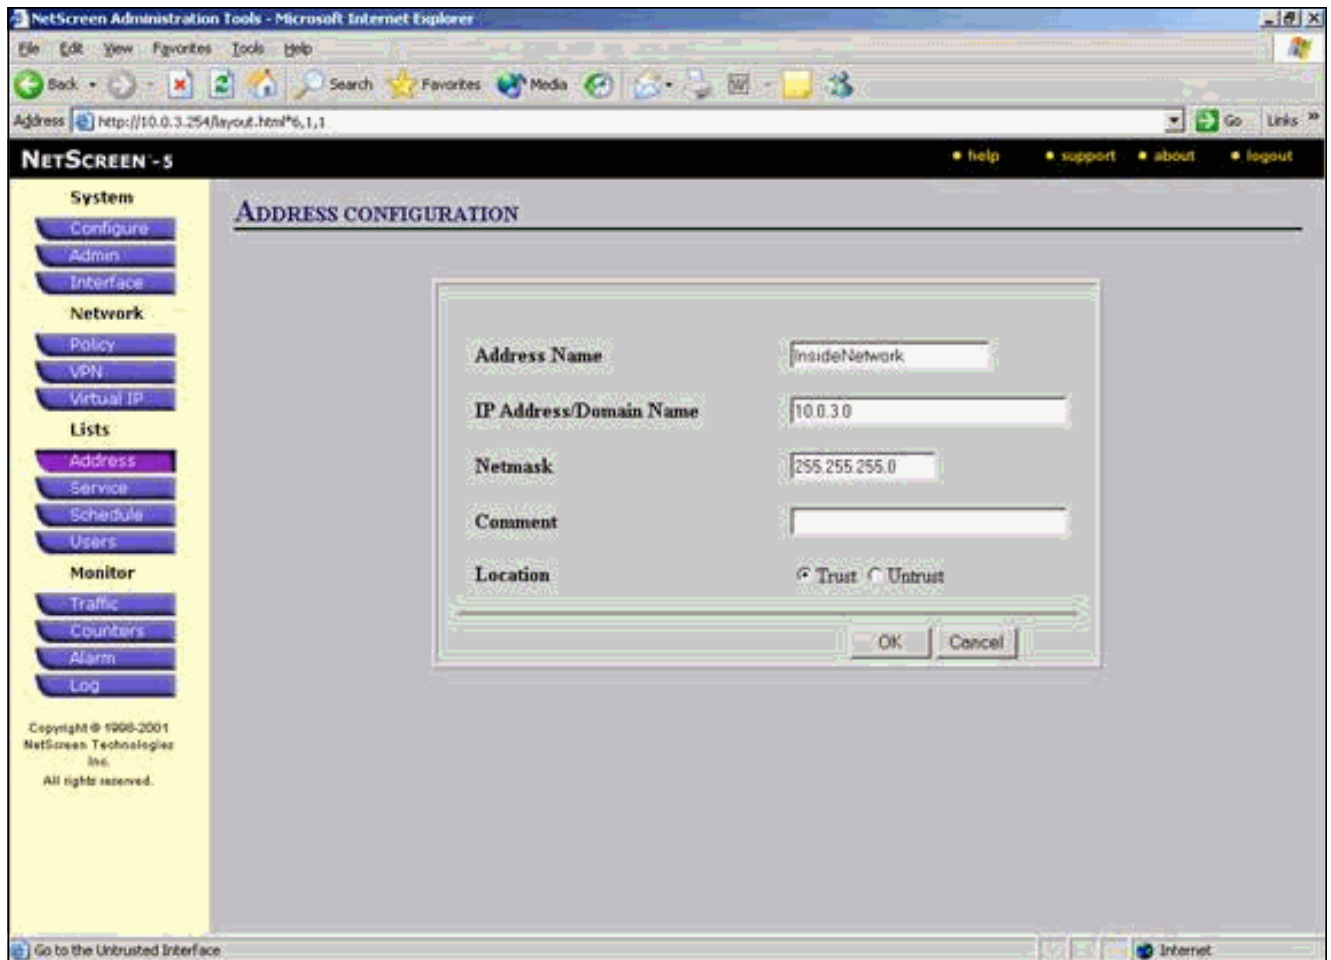 NetScreen Administration Tools - Microsoft Internet Explorer
File Edit View Favorites Tools Help
Back Search Favorites Media
Address http://10.0.3.254/layout.html*6,1,1 Go Links »
NETSCREEN™-5
help support about logout
System
Configure
Admin
Interface
Network
Policy
VPN
Virtual IP
Lists
Address
Service
Schedule
Users
Monitor
Traffic
Counters
Alarm
Log
Copyright © 1998-2001
NetScreen Technologies
Inc.
All rights reserved.
ADDRESS CONFIGURATION
Address Name InsideNetwork
IP Address/Domain Name 10.0.3.0
Netmask 255.255.255.0
Comment
Location Trust Untrust
OK Cancel
Go to the Untrusted Interface Internet